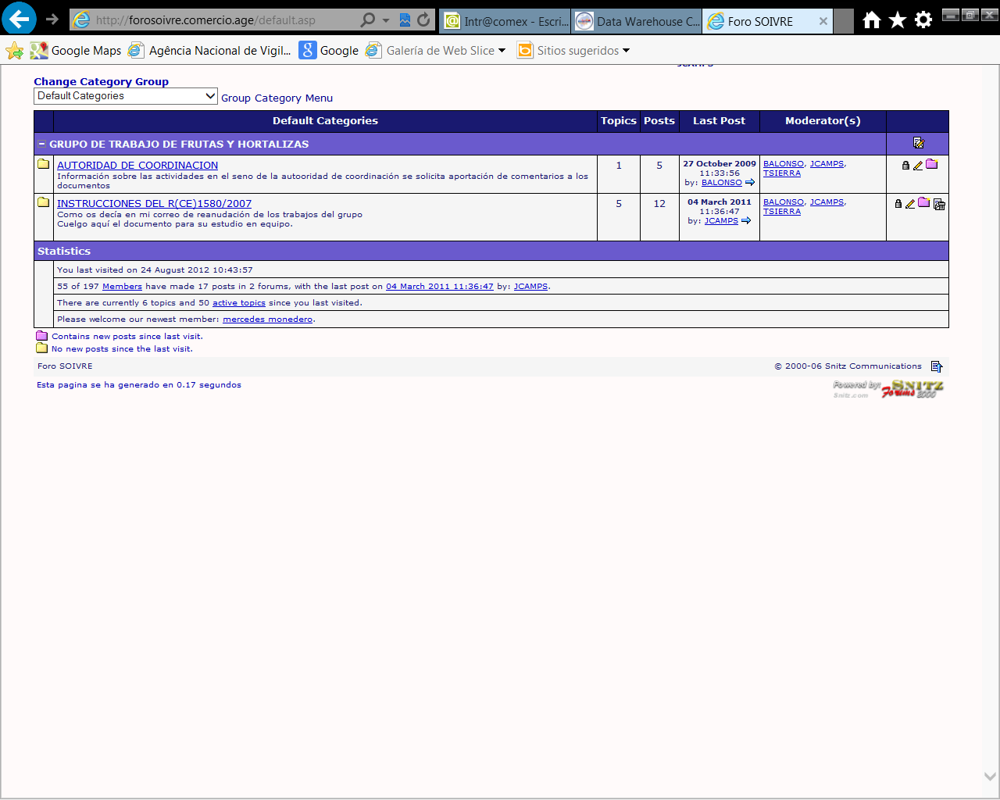 http://forosoivre.comercio.age/default.asp
Intr@comex - Escri...
Data Warehouse C...
Foro SOIVRE
Google Maps
Agência Nacional de Vigil...
Google
Galería de Web Slice
Sitios sugeridos
JCAMPS
Change Category Group
Default Categories
Group Category Menu
Default Categories Topics Posts Last Post Moderator(s)
GRUPO DE TRABAJO DE FRUTAS Y HORTALIZAS
AUTORIDAD DE COORDINACION
Información sobre las actividades en el seno de la autooridad de coordinación se solicita aportación de comentarios a los
documentos
1
5
27 October 2009
11:33:56
by: BALONSO
BALONSO, JCAMPS,
TSIERRA
INSTRUCCIONES DEL R(CE)1580/2007
Como os decía en mi correo de reanudación de los trabajos del grupo
Cuelgo aquí el documento para su estudio en equipo.
5
12
04 March 2011
11:36:47
by: JCAMPS
BALONSO, JCAMPS,
TSIERRA
Statistics
You last visited on 24 August 2012 10:43:57
55 of 197 Members have made 17 posts in 2 forums, with the last post on 04 March 2011 11:36:47 by: JCAMPS.
There are currently 6 topics and 50 active topics since you last visited.
Please welcome our newest member: mercedes monedero.
Contains new posts since last visit.
No new posts since the last visit.
Foro SOIVRE
© 2000-06 Snitz Communications
Esta pagina se ha generado en 0.17 segundos
Powered by: SNITZ
Snitz.com Forums 2000